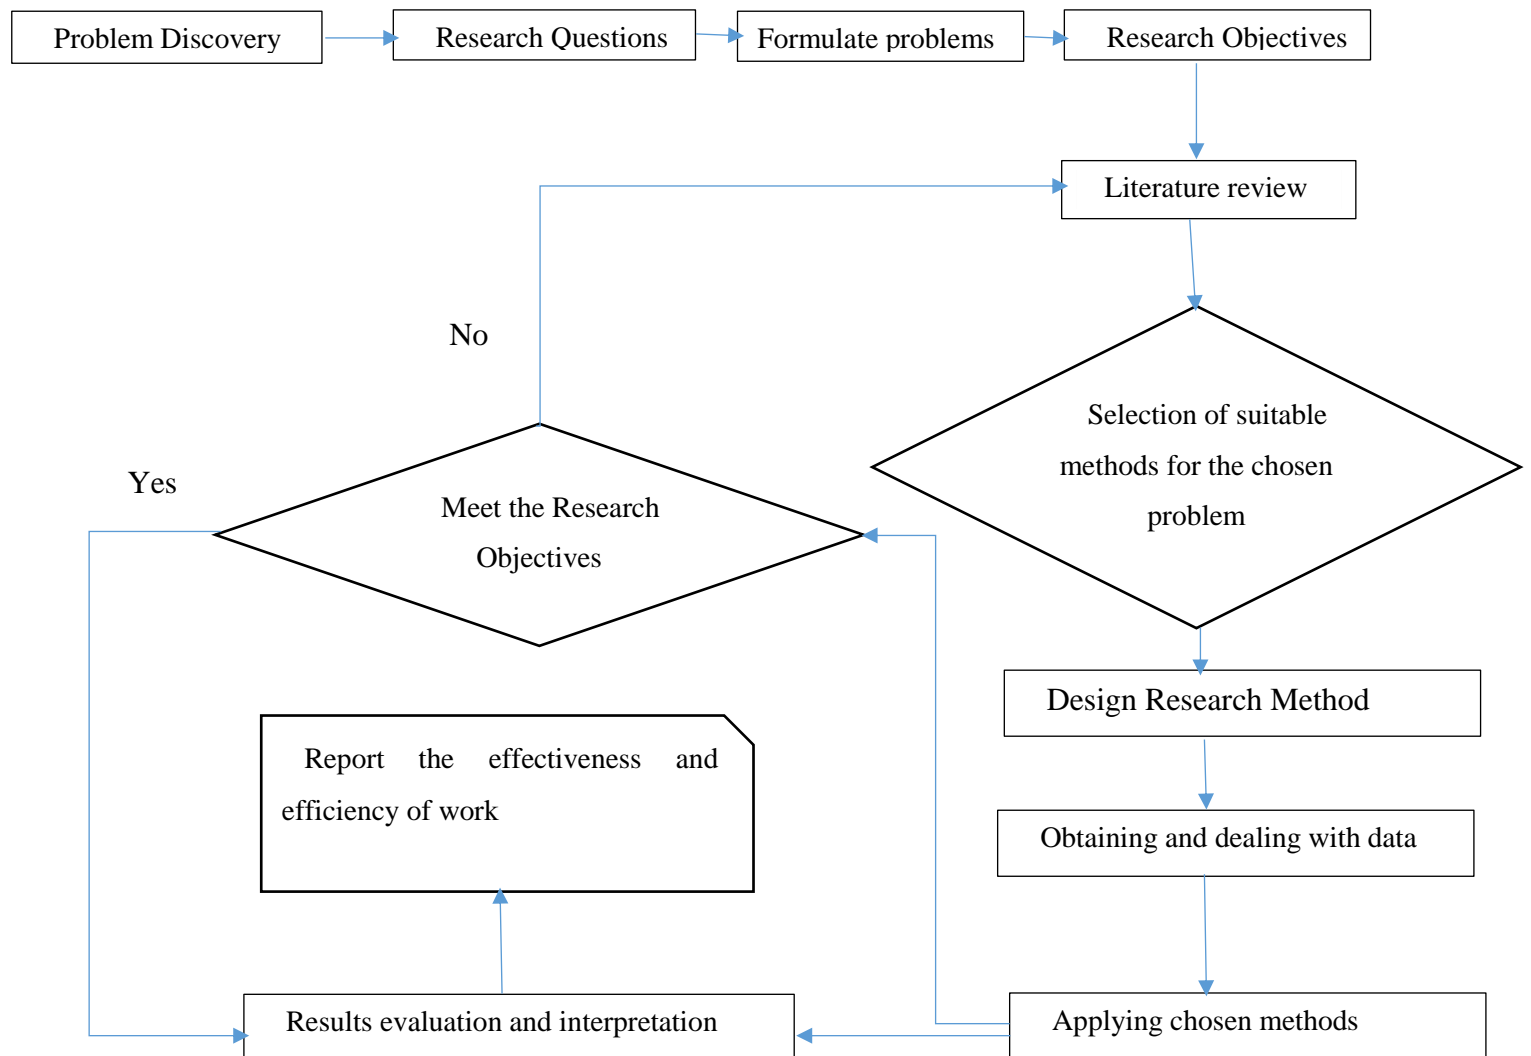 Problem Discovery
Research Questions
Formulate problems
Research Objectives
Literature review
No
Selection of suitable
methods for the chosen
problem
Yes
Meet the Research
Objectives
Design Research Method
Report the effectiveness and
efficiency of work
Obtaining and dealing with data
Results evaluation and interpretation
Applying chosen methods